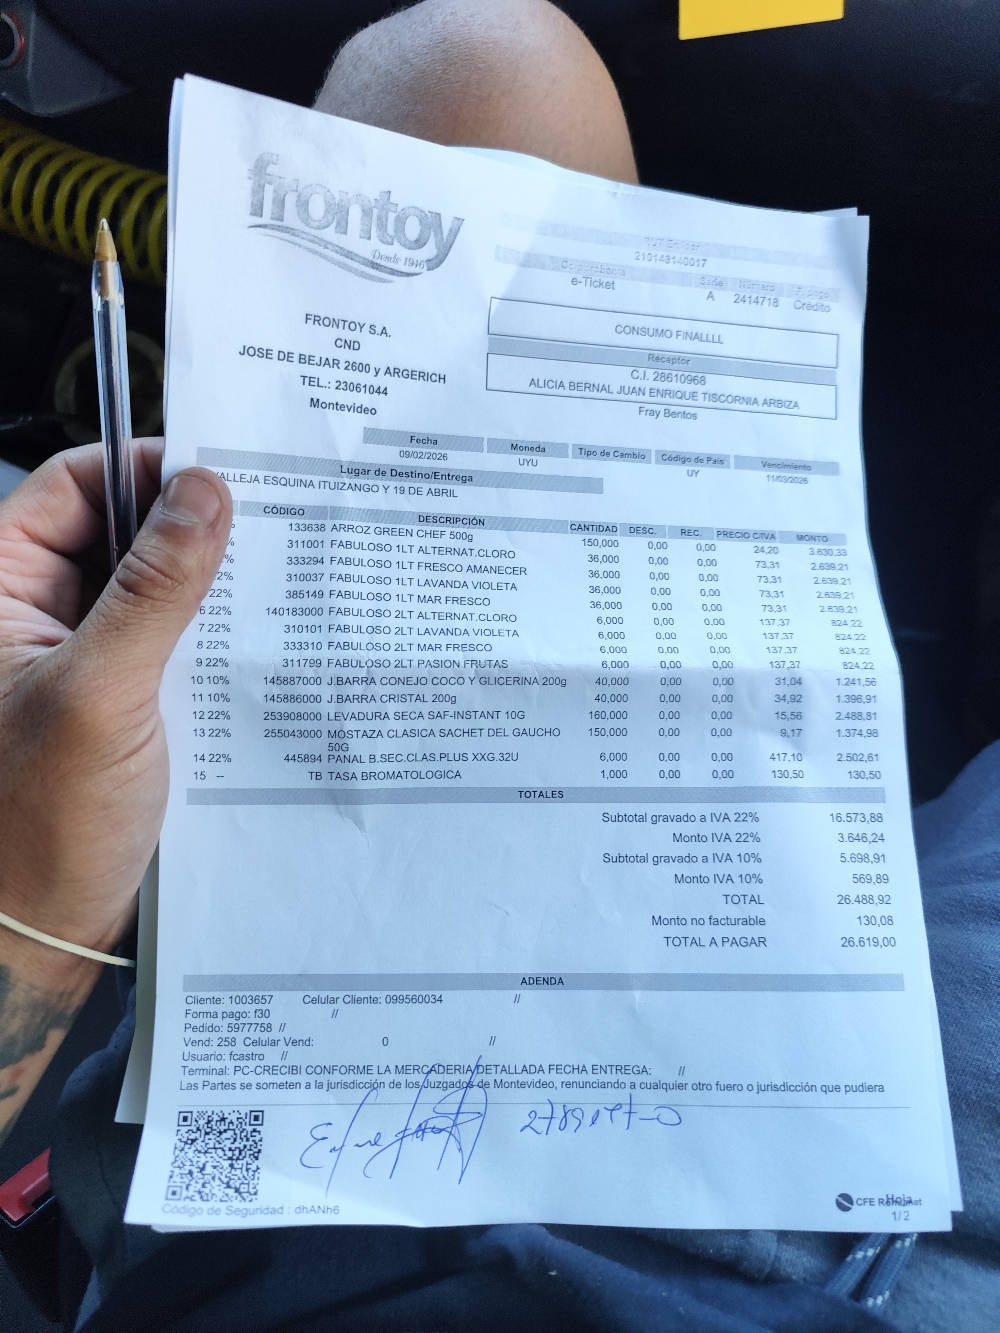 frontoy
Desde 1946
RUT Emisor
210143140017
Comprobante Serie Número F. pago
e-Ticket A 2414718 Crédito
CONSUMO FINALLLL
Receptor
C.I. 28610968
ALICIA BERNAL JUAN ENRIQUE TISCORNIA ARBIZA
Fray Bentos
FRONTOY S.A.
CND
JOSE DE BEJAR 2600 y ARGERICH
TEL.: 23061044
Montevideo
Fecha Moneda Tipo de Cambio Código de País Vencimiento
09/02/2026 UYU UY 11/03/2026
Lugar de Destino/Entrega
VALLEJA ESQUINA ITUIZANGO Y 19 DE ABRIL
CÓDIGO DESCRIPCIÓN CANTIDAD DESC. REC. PRECIO C/IVA MONTO
% 133638 ARROZ GREEN CHEF 500g 150,000 0,00 0,00 24,20 3.630,33
% 311001 FABULOSO 1LT ALTERNAT.CLORO 36,000 0,00 0,00 73,31 2.639,21
% 333294 FABULOSO 1LT FRESCO AMANECER 36,000 0,00 0,00 73,31 2.639,21
2% 310037 FABULOSO 1LT LAVANDA VIOLETA 36,000 0,00 0,00 73,31 2.639,21
22% 385149 FABULOSO 1LT MAR FRESCO 36,000 0,00 0,00 73,31 2.639,21
6 22% 140183000 FABULOSO 2LT ALTERNAT.CLORO 6,000 0,00 0,00 137,37 824,22
7 22% 310101 FABULOSO 2LT LAVANDA VIOLETA 6,000 0,00 0,00 137,37 824,22
8 22% 333310 FABULOSO 2LT MAR FRESCO 6,000 0,00 0,00 137,37 824,22
9 22% 311799 FABULOSO 2LT PASION FRUTAS 6,000 0,00 0,00 137,37 824,22
10 10% 145887000 J.BARRA CONEJO COCO Y GLICERINA 200g 40,000 0,00 0,00 31,04 1.241,56
11 10% 145886000 J.BARRA CRISTAL 200g 40,000 0,00 0,00 34,92 1.396,91
12 22% 253908000 LEVADURA SECA SAF-INSTANT 10G 160,000 0,00 0,00 15,56 2.488,81
13 22% 255043000 MOSTAZA CLASICA SACHET DEL GAUCHO 150,000 0,00 0,00 9,17 1.374,98
50G
14 22% 445894 PANAL B.SEC.CLAS.PLUS XXG.32U 6,000 0,00 0,00 417,10 2.502,61
15 -- TB TASA BROMATOLOGICA 1,000 0,00 0,00 130,50 130,50
TOTALES
Subtotal gravado a IVA 22% 16.573,88
Monto IVA 22% 3.646,24
Subtotal gravado a IVA 10% 5.698,91
Monto IVA 10% 569,89
TOTAL 26.488,92
Monto no facturable 130,08
TOTAL A PAGAR 26.619,00
ADENDA
Cliente: 1003657 Celular Cliente: 099560034 //
Forma pago: f30 //
Pedido: 5977758 //
Vend: 258 Celular Vend: 0 //
Usuario: fcastro //
Terminal: PC-CRECIBI CONFORME LA MERCADERIA DETALLADA FECHA ENTREGA: //
Las Partes se someten a la jurisdicción de los Juzgados de Montevideo, renunciando a cualquier otro fuero o jurisdicción que pudiera
Código de Seguridad : dhANh6
CFE
Hoja
1/ 2